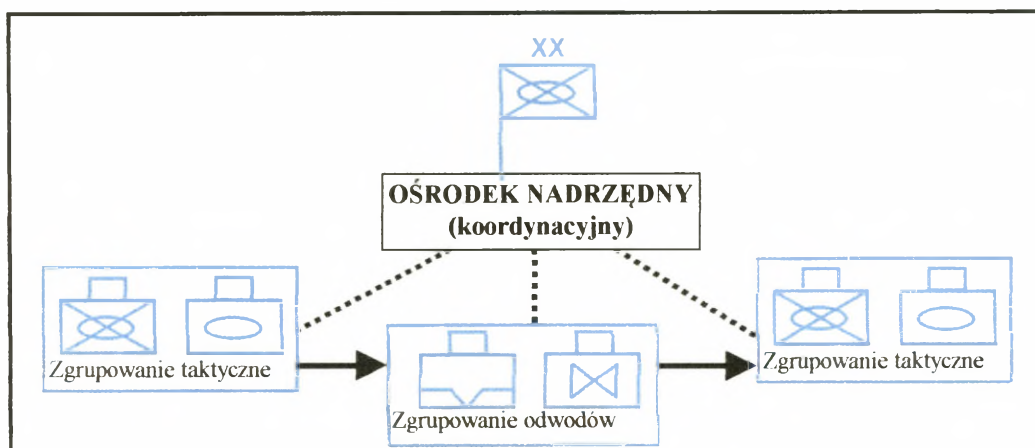 XX
OŚRODEK NADRZĘDNY
(koordynacyjny)
Zgrupowanie taktyczne
Zgrupowanie odwodów
Zgrupowanie taktyczne